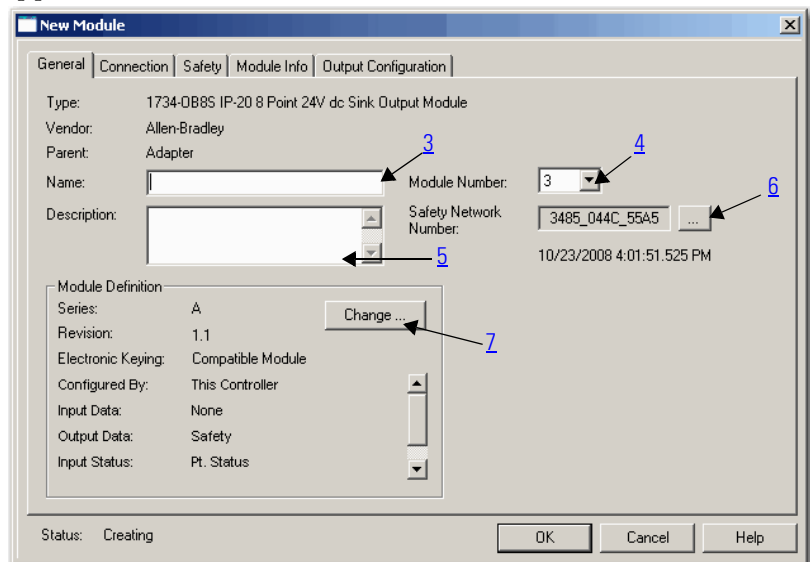 New Module
General Connection Safety Module Info Output Configuration
Type: 1734-OB8S IP-20 8 Point 24V dc Sink Output Module
Vendor: Allen-Bradley
Parent: Adapter
3
4
Name: Module Number: 3
6
Description: Safety Network Number: 3485_044C_55A5 ...
5
10/23/2008 4:01:51.525 PM
Module Definition
Series: A Change ...
7
Revision: 1.1
Electronic Keying: Compatible Module
Configured By: This Controller
Input Data: None
Output Data: Safety
Input Status: Pt. Status
Status: Creating OK Cancel Help